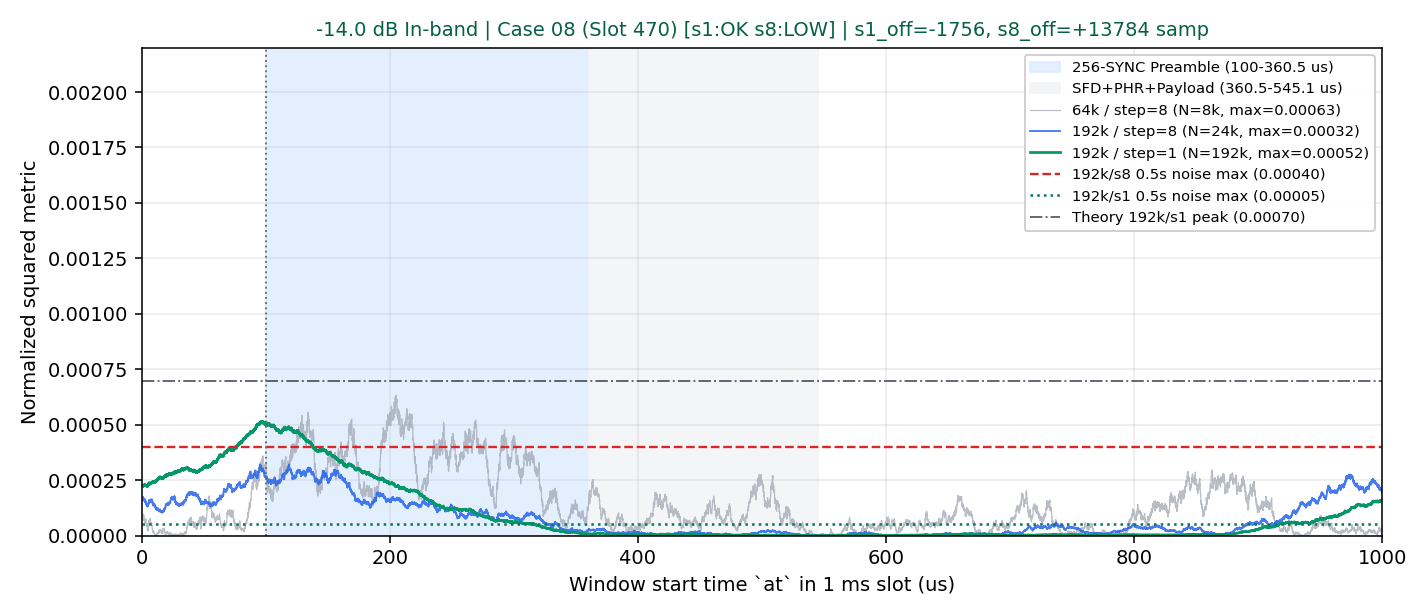 -14.0 dB In-band | Case 08 (Slot 470) [s1:OK s8:LOW] | s1_off=-1756, s8_off=+13784 samp
256-SYNC Preamble (100-360.5 us)
SFD+PHR+Payload (360.5-545.1 us)
64k / step=8 (N=8k, max=0.00063)
192k / step=8 (N=24k, max=0.00032)
192k / step=1 (N=192k, max=0.00052)
192k/s8 0.5s noise max (0.00040)
192k/s1 0.5s noise max (0.00005)
Theory 192k/s1 peak (0.00070)
Normalized squared metric
0.00200
0.00175
0.00150
0.00125
0.00100
0.00075
0.00050
0.00025
0.00000
0 200 400 600 800 1000
Window start time `at` in 1 ms slot (us)